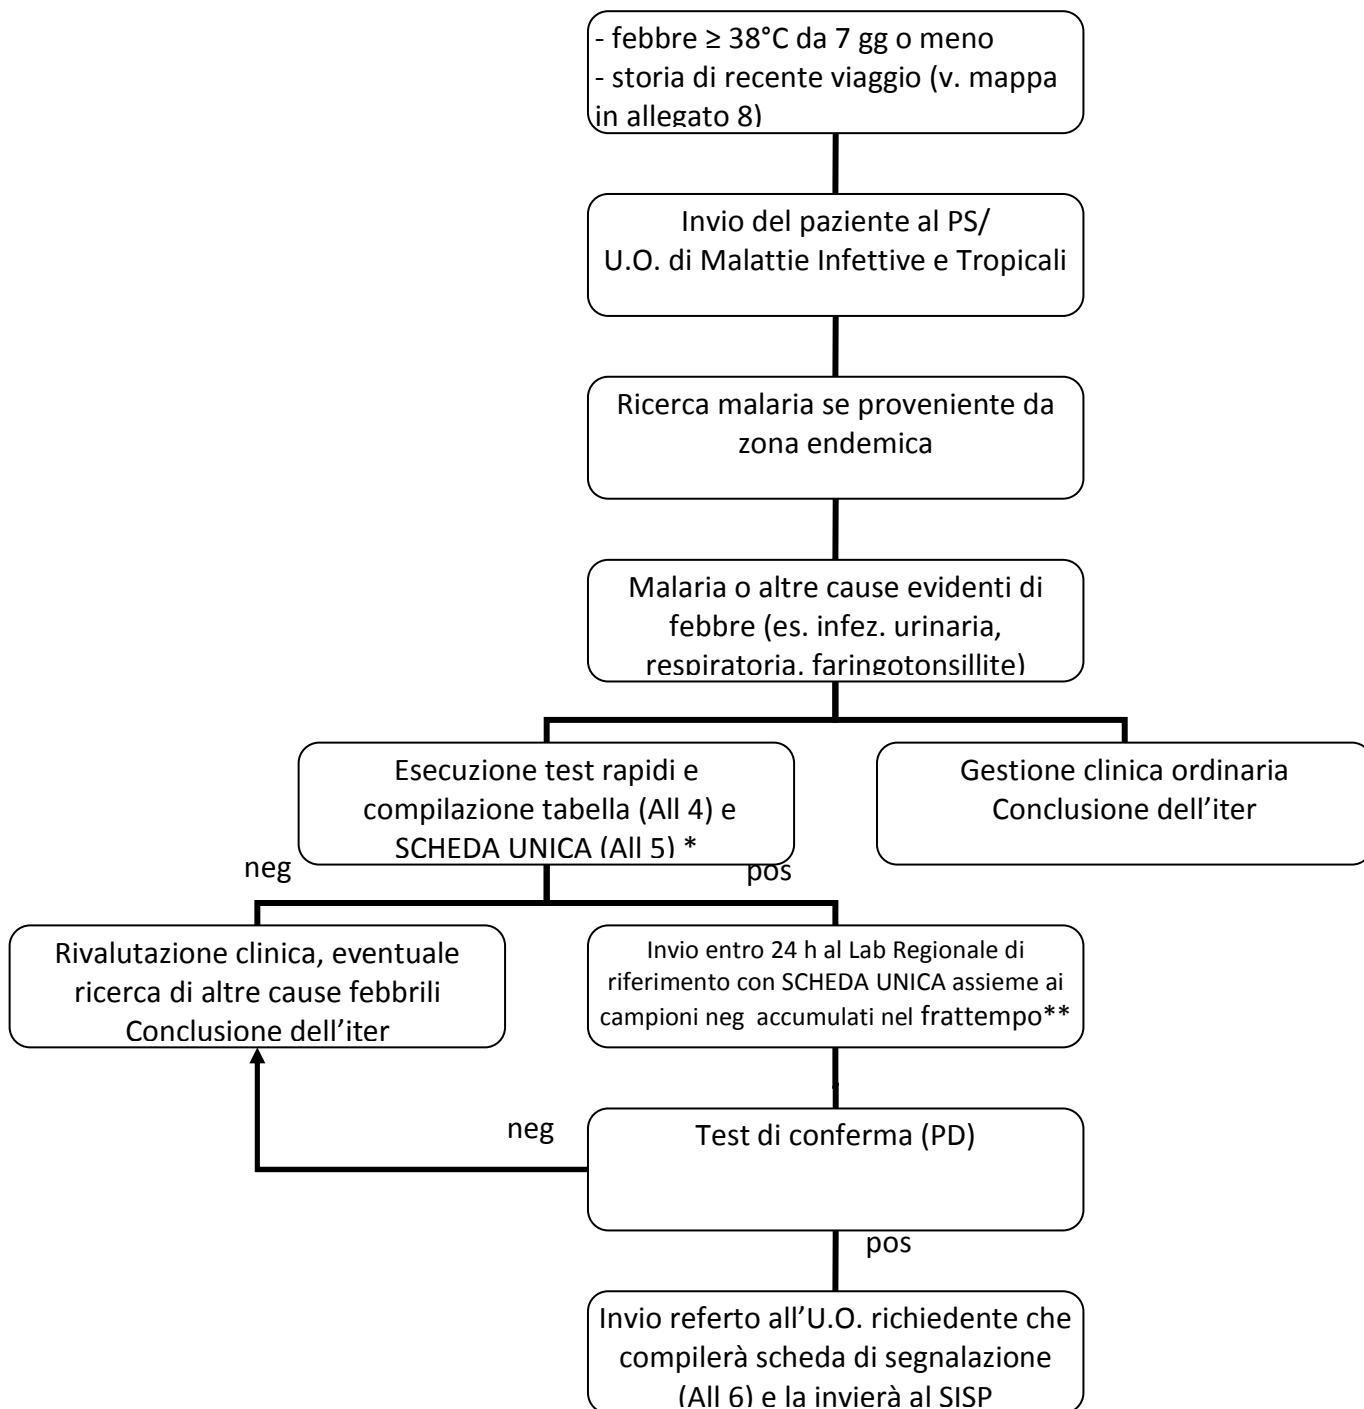 - febbre ≥ 38°C da 7 gg o meno
- storia di recente viaggio (v. mappa
in allegato 8)
Invio del paziente al PS/
U.O. di Malattie Infettive e Tropicali
Ricerca malaria se proveniente da
zona endemica
Malaria o altre cause evidenti di
febbre (es. infez. urinaria,
respiratoria, faringotonsillite)
Esecuzione test rapidi e
compilazione tabella (All 4) e
SCHEDA UNICA (All 5) *
Gestione clinica ordinaria
Conclusione dell’iter
neg
pos
Rivalutazione clinica, eventuale
ricerca di altre cause febbrili
Conclusione dell’iter
Invio entro 24 h al Lab Regionale di
riferimento con SCHEDA UNICA assieme ai
campioni neg accumulati nel frattempo**
neg
Test di conferma (PD)
pos
Invio referto all’U.O. richiedente che
compilerà scheda di segnalazione
(All 6) e la invierà al SISP